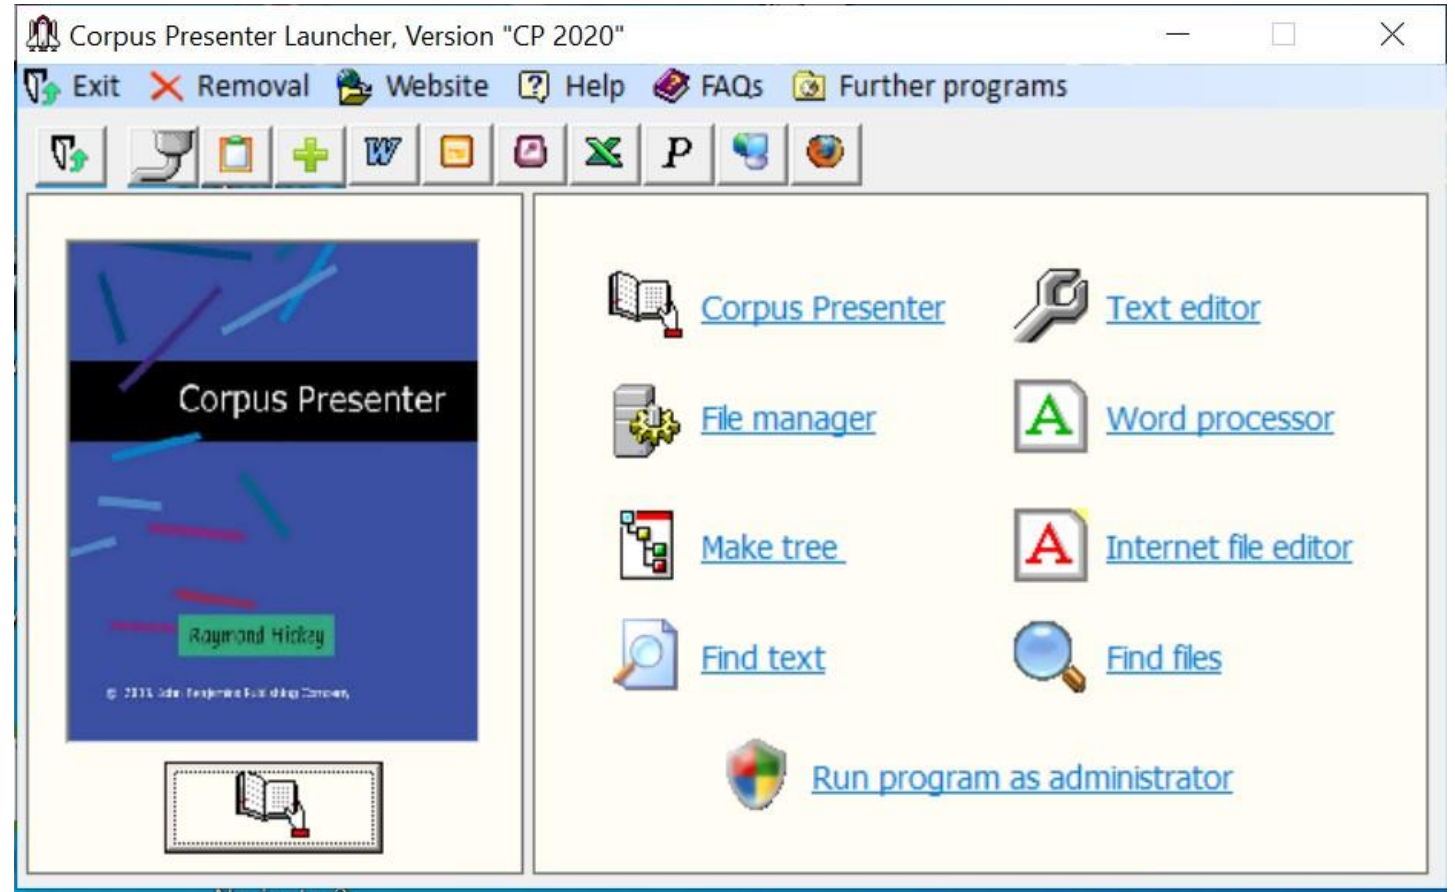 Corpus Presenter Launcher, Version "CP 2020"
Exit Removal Website Help FAQs Further programs
W P
Corpus Presenter
Raymond Hickey
Corpus Presenter Text editor
File manager Word processor
A
Make tree Internet file editor
A
Find text Find files
Run program as administrator